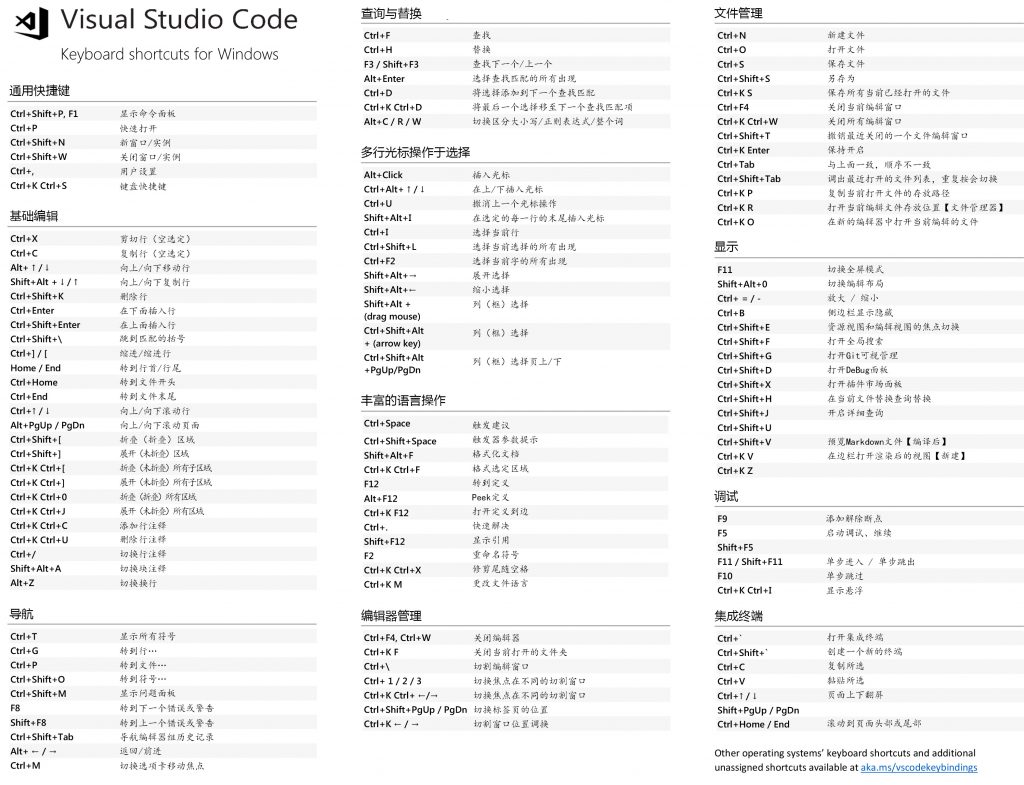 Visual Studio Code
Keyboard shortcuts for Windows
通用快捷键
Ctrl+Shift+P, F1 显示命令面板
Ctrl+P 快速打开
Ctrl+Shift+N 新窗口/实例
Ctrl+Shift+W 关闭窗口/实例
Ctrl+, 用户设置
Ctrl+K Ctrl+S 键盘快捷键
基础编辑
Ctrl+X 剪切行（空选定）
Ctrl+C 复制行（空选定）
Alt+ ↑ / ↓ 向上/向下移动行
Shift+Alt + ↓ / ↑ 向上/向下复制行
Ctrl+Shift+K 删除行
Ctrl+Enter 在下面插入行
Ctrl+Shift+Enter 在上面插入行
Ctrl+Shift+\ 跳到匹配的括号
Ctrl+] / [ 缩进/缩进行
Home / End 转到行首/行尾
Ctrl+Home 转到文件开头
Ctrl+End 转到文件末尾
Ctrl+↑ / ↓ 向上/向下滚动行
Alt+PgUp / PgDn 向上/向下滚动页面
Ctrl+Shift+[ 折叠（折叠）区域
Ctrl+Shift+] 展开（未折叠）区域
Ctrl+K Ctrl+[ 折叠（未折叠）所有子区域
Ctrl+K Ctrl+] 展开（未折叠）所有子区域
Ctrl+K Ctrl+0 折叠（折叠）所有区域
Ctrl+K Ctrl+J 展开（未折叠）所有区域
Ctrl+K Ctrl+C 添加行注释
Ctrl+K Ctrl+U 删除行注释
Ctrl+/ 切换行注释
Shift+Alt+A 切换块注释
Alt+Z 切换换行
导航
Ctrl+T 显示所有符号
Ctrl+G 转到行…
Ctrl+P 转到文件…
Ctrl+Shift+O 转到符号…
Ctrl+Shift+M 显示问题面板
F8 转到下一个错误或警告
Shift+F8 转到上一个错误或警告
Ctrl+Shift+Tab 导航编辑器组历史记录
Alt+ ← / → 返回/前进
Ctrl+M 切换选项卡移动焦点
查询与替换
Ctrl+F 查找
Ctrl+H 替换
F3 / Shift+F3 查找下一个/上一个
Alt+Enter 选择查找匹配的所有出现
Ctrl+D 将选择添加到下一个查找匹配
Ctrl+K Ctrl+D 将最后一个选择移至下一个查找匹配项
Alt+C / R / W 切换区分大小写/正则表达式/整个词
多行光标操作于选择
Alt+Click 插入光标
Ctrl+Alt+ ↑ / ↓ 在上/下插入光标
Ctrl+U 撤消上一个光标操作
Shift+Alt+I 在选定的每一行的末尾插入光标
Ctrl+I 选择当前行
Ctrl+Shift+L 选择当前选择的所有出现
Ctrl+F2 选择当前字的所有出现
Shift+Alt+→ 展开选择
Shift+Alt+← 缩小选择
Shift+Alt + 列（框）选择
(drag mouse)
Ctrl+Shift+Alt 列（框）选择
+ (arrow key)
Ctrl+Shift+Alt 列（框）选择页上/下
+PgUp/PgDn
丰富的语言操作
Ctrl+Space 触发建议
Ctrl+Shift+Space 触发器参数提示
Shift+Alt+F 格式化文档
Ctrl+K Ctrl+F 格式选定区域
F12 转到定义
Alt+F12 Peek定义
Ctrl+K F12 打开定义到边
Ctrl+. 快速解决
Shift+F12 显示引用
F2 重命名符号
Ctrl+K Ctrl+X 修剪尾随空格
Ctrl+K M 更改文件语言
编辑器管理
Ctrl+F4, Ctrl+W 关闭编辑器
Ctrl+K F 关闭当前打开的文件夹
Ctrl+\ 切割编辑窗口
Ctrl+ 1 / 2 / 3 切换焦点在不同的切割窗口
Ctrl+K Ctrl+ ←/→ 切换焦点在不同的切割窗口
Ctrl+Shift+PgUp / PgDn 切换标签页的位置
Ctrl+K ← / → 切割窗口位置调换
文件管理
Ctrl+N 新建文件
Ctrl+O 打开文件
Ctrl+S 保存文件
Ctrl+Shift+S 另存为
Ctrl+K S 保存所有当前已经打开的文件
Ctrl+F4 关闭当前编辑窗口
Ctrl+K Ctrl+W 关闭所有编辑窗口
Ctrl+Shift+T 撤销最近关闭的一个文件编辑窗口
Ctrl+K Enter 保持开启
Ctrl+Tab 与上面一致，顺序不一致
Ctrl+Shift+Tab 调出最近打开的文件列表，重复按会切换
Ctrl+K P 复制当前打开文件的存放路径
Ctrl+K R 打开当前编辑文件存放位置【文件管理器】
Ctrl+K O 在新的编辑器中打开当前编辑的文件
显示
F11 切换全屏模式
Shift+Alt+0 切换编辑布局
Ctrl+ = / - 放大 / 缩小
Ctrl+B 侧边栏显示隐藏
Ctrl+Shift+E 资源视图和编辑视图的焦点切换
Ctrl+Shift+F 打开全局搜索
Ctrl+Shift+G 打开Git可视管理
Ctrl+Shift+D 打开DeBug面板
Ctrl+Shift+X 打开插件市场面板
Ctrl+Shift+H 在当前文件替换查询替换
Ctrl+Shift+J 开启详细查询
Ctrl+Shift+U
Ctrl+Shift+V 预览Markdown文件【编译后】
Ctrl+K V 在边栏打开渲染后的视图【新建】
Ctrl+K Z
调试
F9 添加解除断点
F5 启动调试、继续
Shift+F5
F11 / Shift+F11 单步进入 / 单步跳出
F10 单步跳过
Ctrl+K Ctrl+I 显示悬浮
集成终端
Ctrl+` 打开集成终端
Ctrl+Shift+` 创建一个新的终端
Ctrl+C 复制所选
Ctrl+V 黏贴所选
Ctrl+↑ / ↓ 页面上下翻屏
Shift+PgUp / PgDn
Ctrl+Home / End 滚动到页面头部或尾部
Other operating systems’ keyboard shortcuts and additional
unassigned shortcuts available at aka.ms/vscodekeybindings